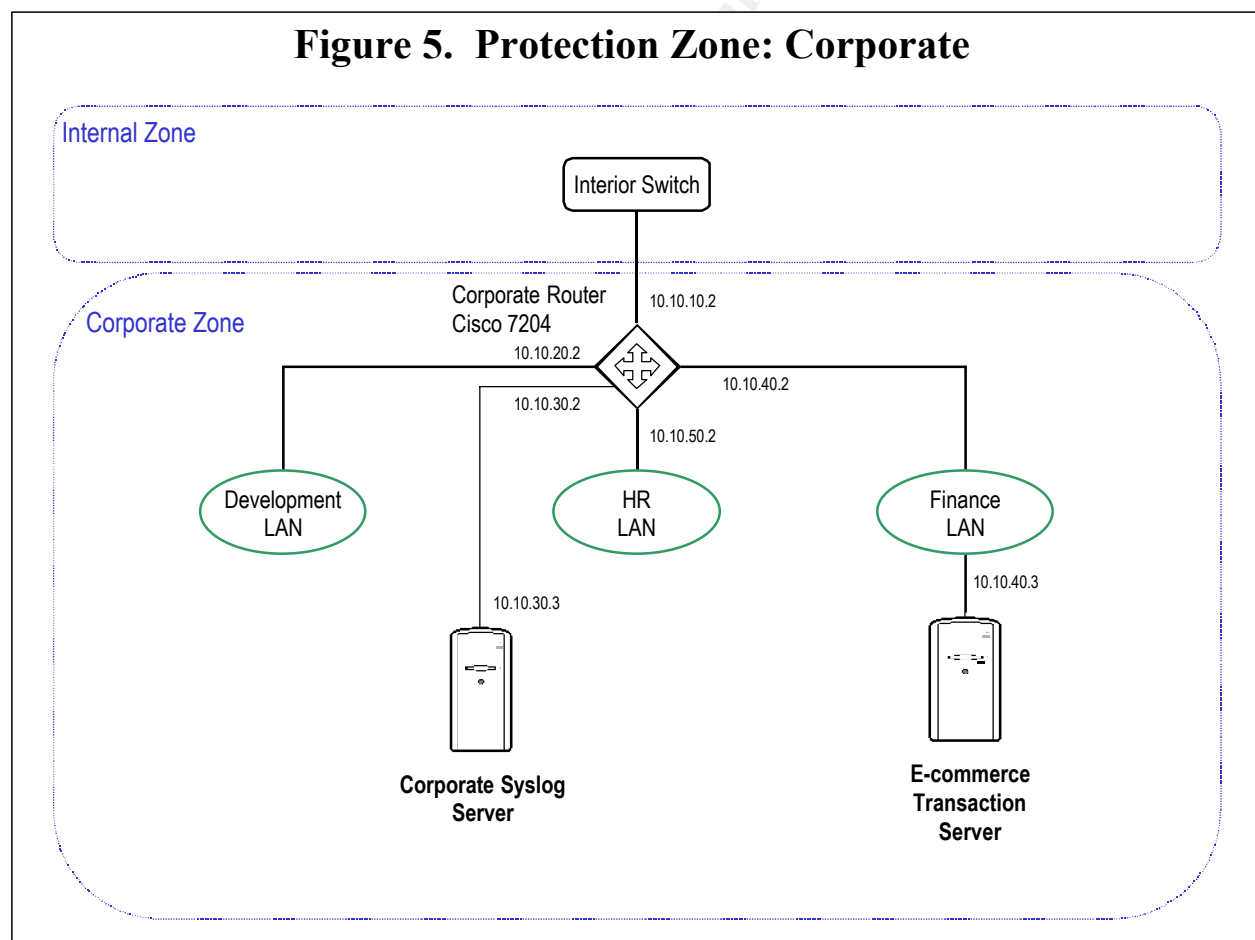 Figure 5. Protection Zone: Corporate
Internal Zone
Interior Switch
Corporate Router
Cisco 7204
10.10.10.2
Corporate Zone
10.10.20.2
10.10.30.2
10.10.40.2
10.10.50.2
Development
LAN
HR
LAN
Finance
LAN
10.10.30.3
10.10.40.3
Corporate Syslog
Server
E-commerce
Transaction
Server